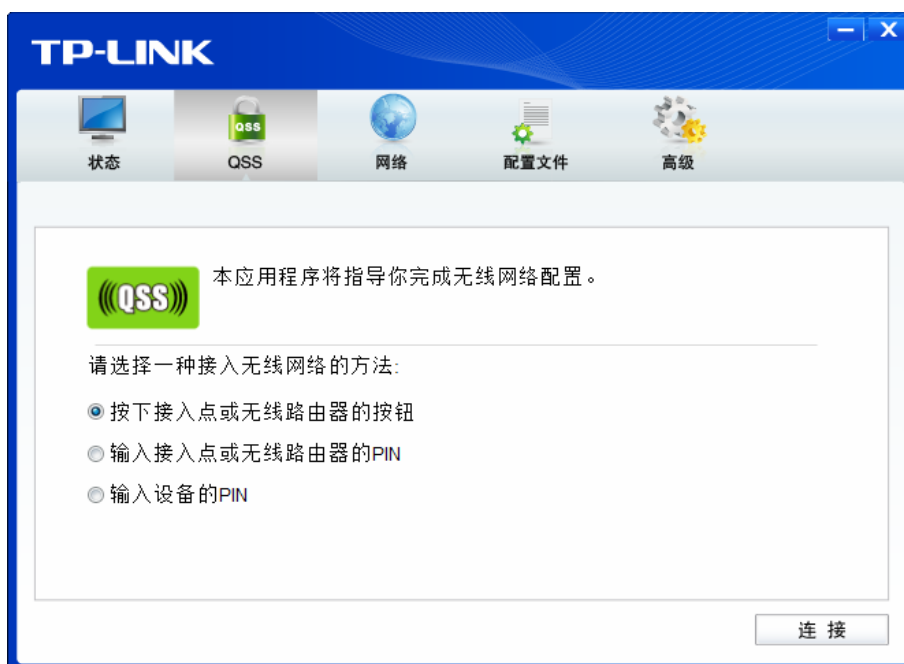 TP-LINK
QSS
状态
QSS
网络
配置文件
高级
QSS
本应用程序将指导你完成无线网络配置。
请选择一种接入无线网络的方法:
按下接入点或无线路由器的按钮
输入接入点或无线路由器的PIN
输入设备的PIN
连 接